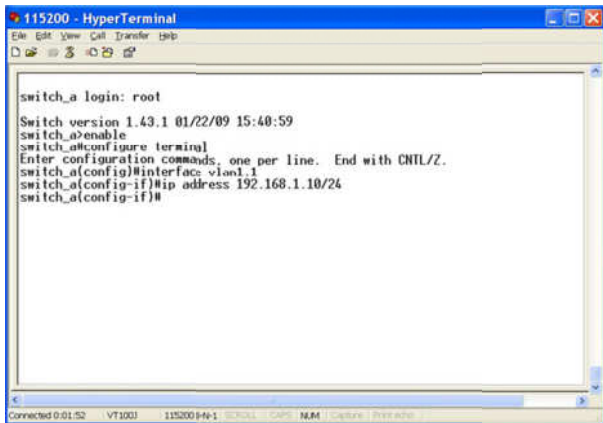 115200 - HyperTerminal
File Edit View Call Transfer Help
switch_a login: root
Switch version 1.43.1 01/22/09 15:40:59
switch_a>enable
switch_a#configure terminal
Enter configuration commands, one per line. End with CNTL/Z.
switch_a(config)#interface vlan1.1
switch_a(config-if)#ip address 192.168.1.10/24
switch_a(config-if)#
Connected 0:01:52 VT100J 115200 8-N-1 SCROLL CAPS NUM Capture Print echo